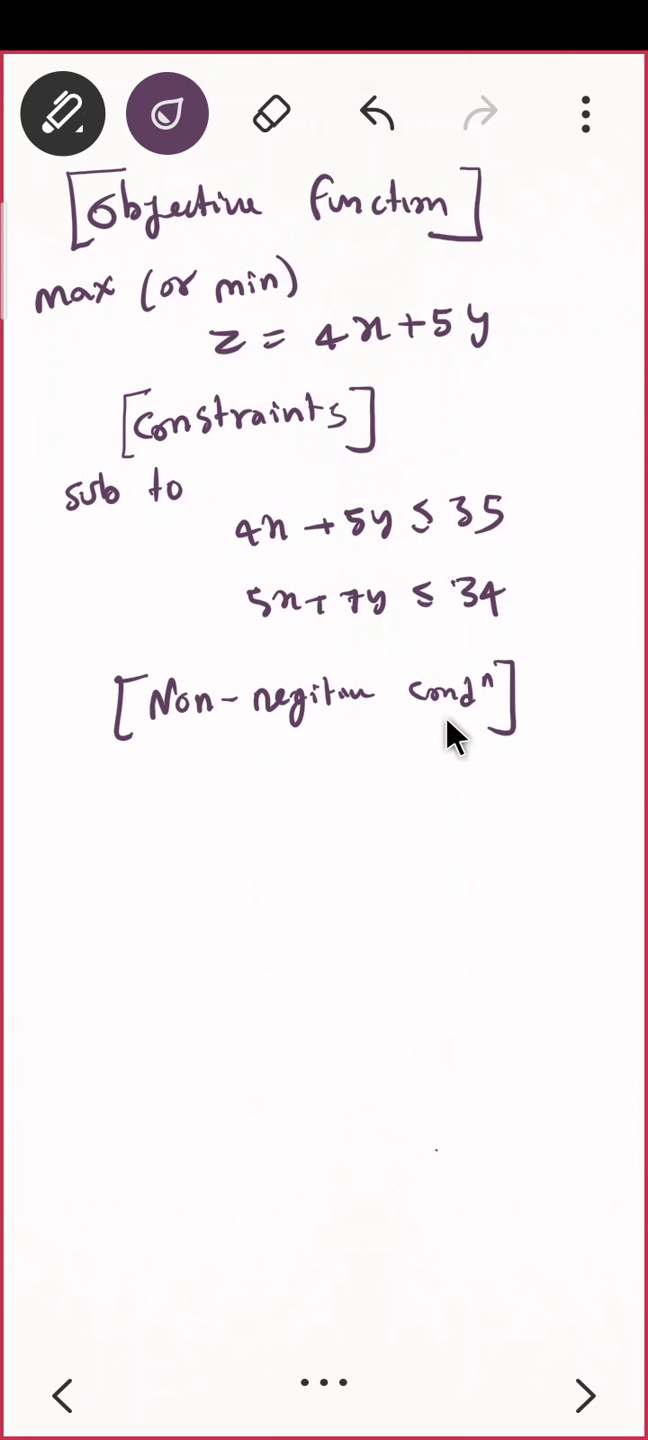 [Objective function]
max (or min)
z = 4x + 5y
[Constraints]
sub to
4x + 5y ≤ 35
5x + 7y ≤ 34
[Non-negitive condⁿ]